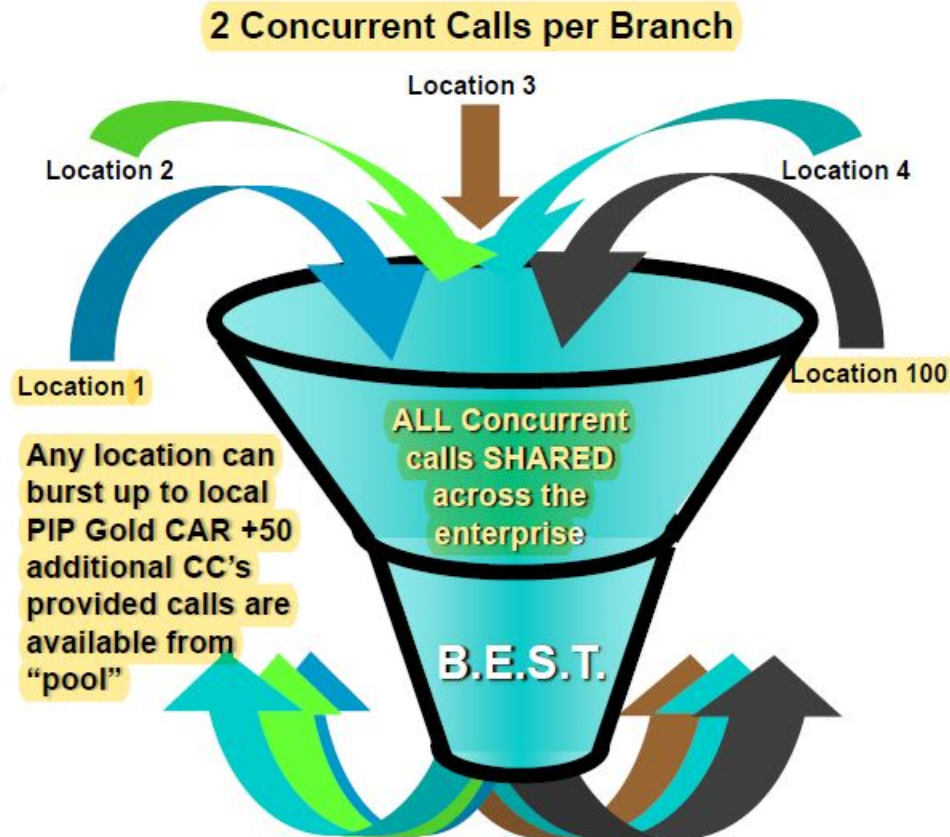 2 Concurrent Calls per Branch
Location 3
Location 2
Location 4
Location 1
Location 100
ALL Concurrent
calls SHARED
across the
enterprise
Any location can
burst up to local
PIP Gold CAR +50
additional CC's
provided calls are
available from
“pool”
B.E.S.T.